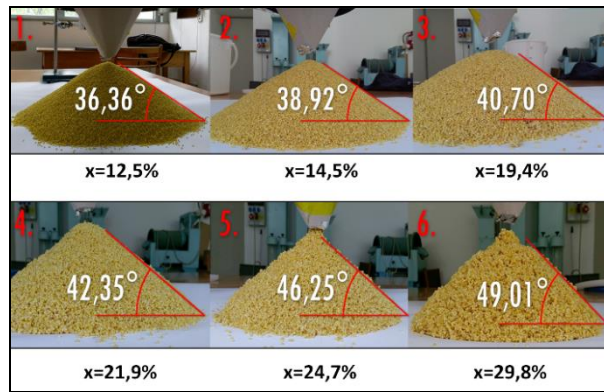 1. 2. 3.
36,36° 38,92° 40,70°
x=12,5% x=14,5% x=19,4%
4. 5. 6.
42,35° 46,25° 49,01°
x=21,9% x=24,7% x=29,8%